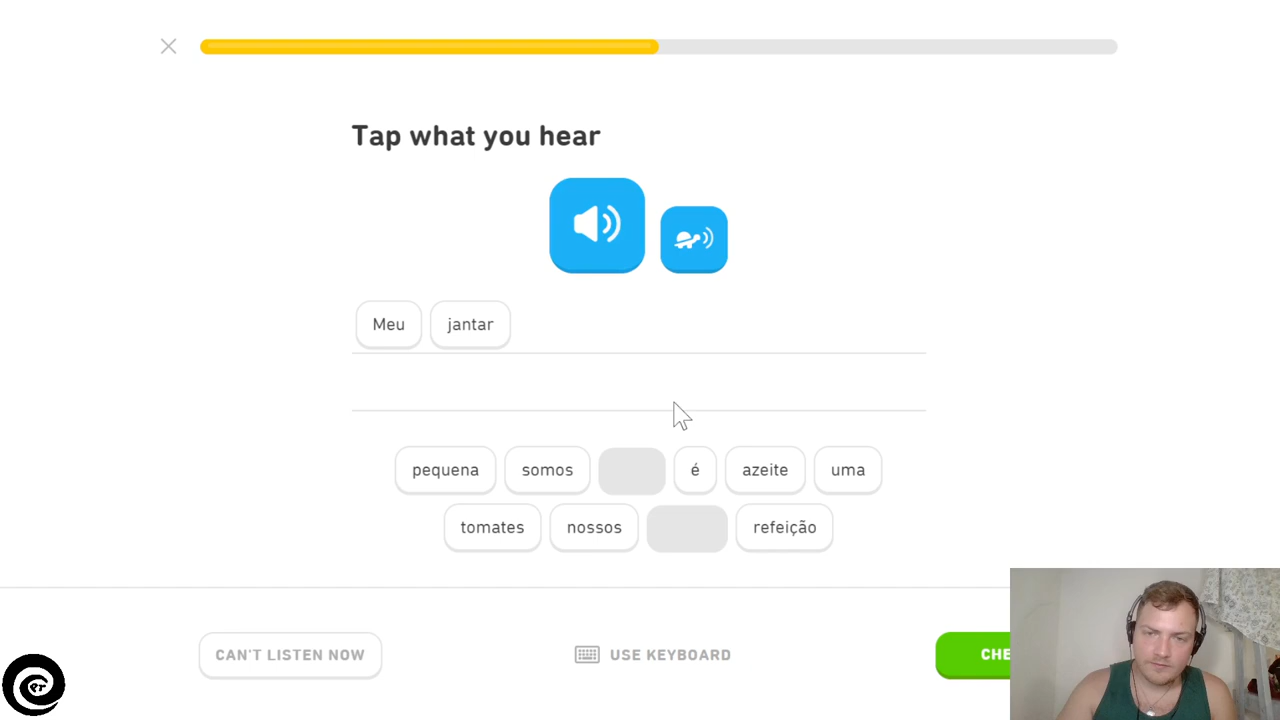 Tap what you hear
Meu jantar
pequena somos é azeite uma
tomates nossos refeição
CAN'T LISTEN NOW USE KEYBOARD CHE